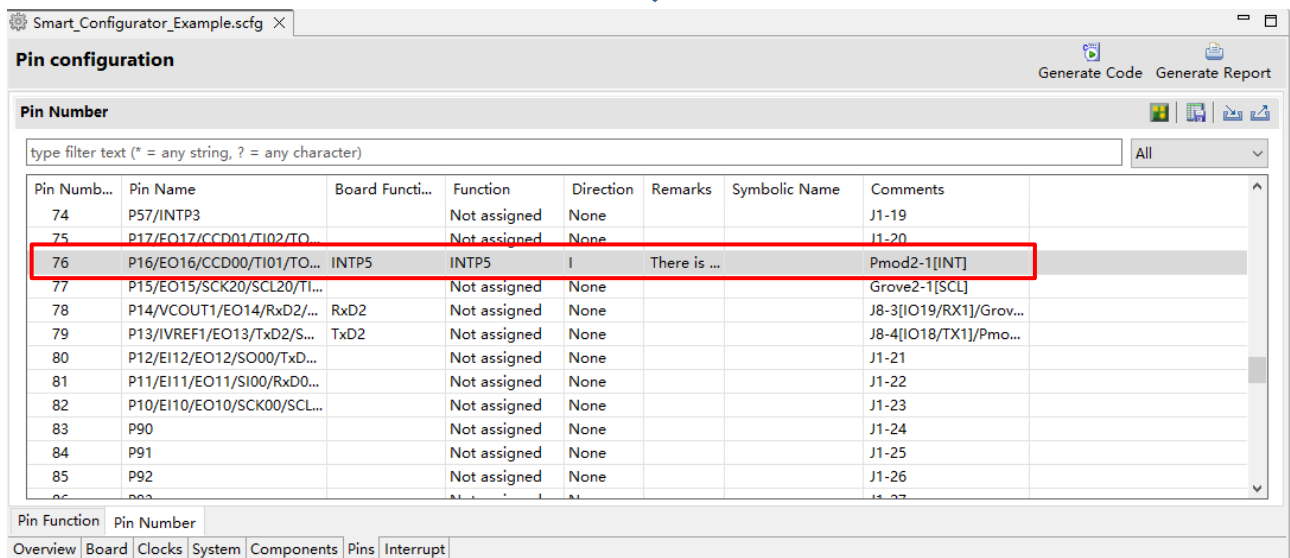 Smart_Configurator_Example.scfg
Pin configuration
Generate Code Generate Report
Pin Number
type filter text (* = any string, ? = any character) All
Pin Numb... Pin Name Board Functi... Function Direction Remarks Symbolic Name Comments
74 P57/INTP3 Not assigned None J1-19
75 P17/EO17/CCD01/TI02/TO... Not assigned None J1-20
76 P16/EO16/CCD00/TI01/TO... INTP5 INTP5 I There is ... Pmod2-1[INT]
77 P15/EO15/SCK20/SCL20/TI... Not assigned None Grove2-1[SCL]
78 P14/VCOUT1/EO14/RxD2/... RxD2 Not assigned None J8-3[IO19/RX1]/Grov...
79 P13/IVREF1/EO13/TxD2/S... TxD2 Not assigned None J8-4[IO18/TX1]/Pmo...
80 P12/EI12/EO12/SO00/TxD... Not assigned None J1-21
81 P11/EI11/EO11/SI00/RxD0... Not assigned None J1-22
82 P10/EI10/EO10/SCK00/SCL... Not assigned None J1-23
83 P90 Not assigned None J1-24
84 P91 Not assigned None J1-25
85 P92 Not assigned None J1-26
Pin Function Pin Number
Overview Board Clocks System Components Pins Interrupt